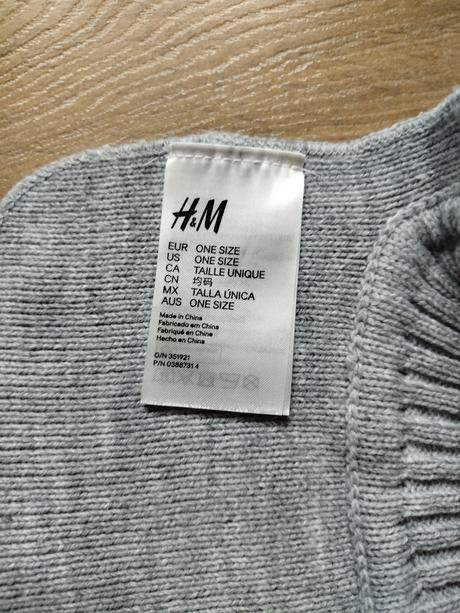 H&M
EUR ONE SIZE
US ONE SIZE
CA TAILLE UNIQUE
CN 均码
MX TALLA ÚNICA
AUS ONE SIZE
Made in China
Fabricado em China
Fabriqué en China
Hecho en China
O/N 351921
P/N 0388731 4